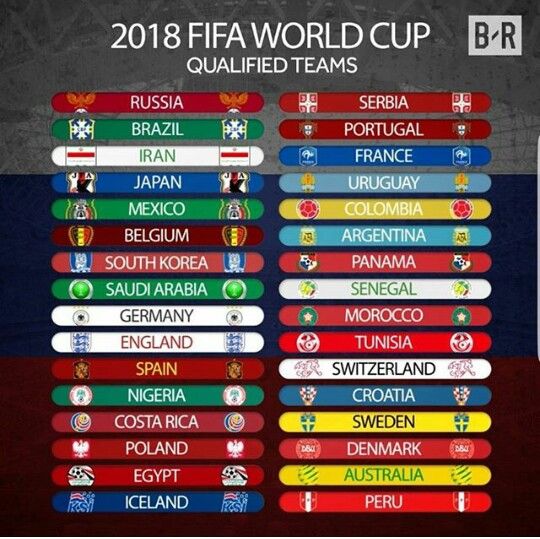 2018 FIFA WORLD CUP
QUALIFIED TEAMS
B-R
RUSSIA
BRAZIL
IRAN
JAPAN
MEXICO
BELGIUM
SOUTH KOREA
SAUDI ARABIA
GERMANY
ENGLAND
SPAIN
NIGERIA
COSTA RICA
POLAND
EGYPT
ICELAND
SERBIA
PORTUGAL
FRANCE
URUGUAY
COLOMBIA
ARGENTINA
PANAMA
SENEGAL
MOROCCO
TUNISIA
SWITZERLAND
CROATIA
SWEDEN
DENMARK
AUSTRALIA
PERU